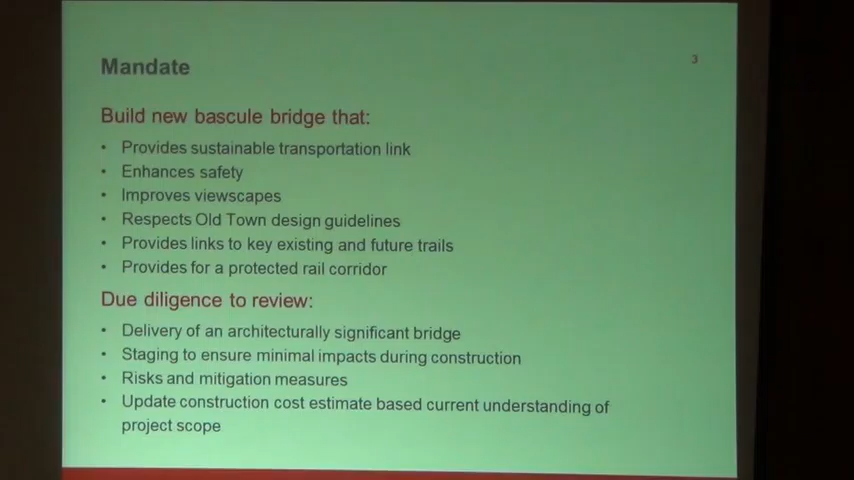 3
Mandate
Build new bascule bridge that:
• Provides sustainable transportation link
• Enhances safety
• Improves viewscapes
• Respects Old Town design guidelines
• Provides links to key existing and future trails
• Provides for a protected rail corridor
Due diligence to review:
• Delivery of an architecturally significant bridge
• Staging to ensure minimal impacts during construction
• Risks and mitigation measures
• Update construction cost estimate based current understanding of
project scope